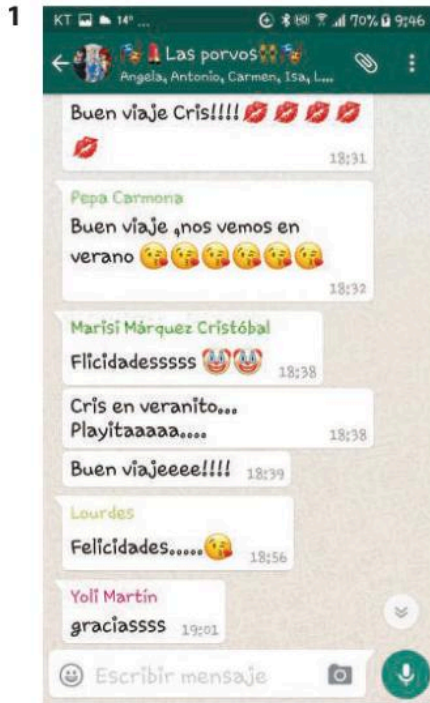 1
KT 14° ... 70% 9:46
Las porvos
Angela, Antonio, Carmen, Isa, L...
Buen viaje Cris!!!! 💋 💋 💋 💋
💋
18:31
Pepa Carmona
Buen viaje ,nos vemos en
verano 😘😘😘😘😘😘
18:32
Marisi Márquez Cristóbal
Flicidadesssss 🤡🤡 18:38
Cris en veranito...
Playitaaaaa.... 18:38
Buen viajeeee!!!! 18:39
Lourdes
Felicidades.....😘 18:56
Yoli Martín
graciassss 19:01
Escribir mensaje